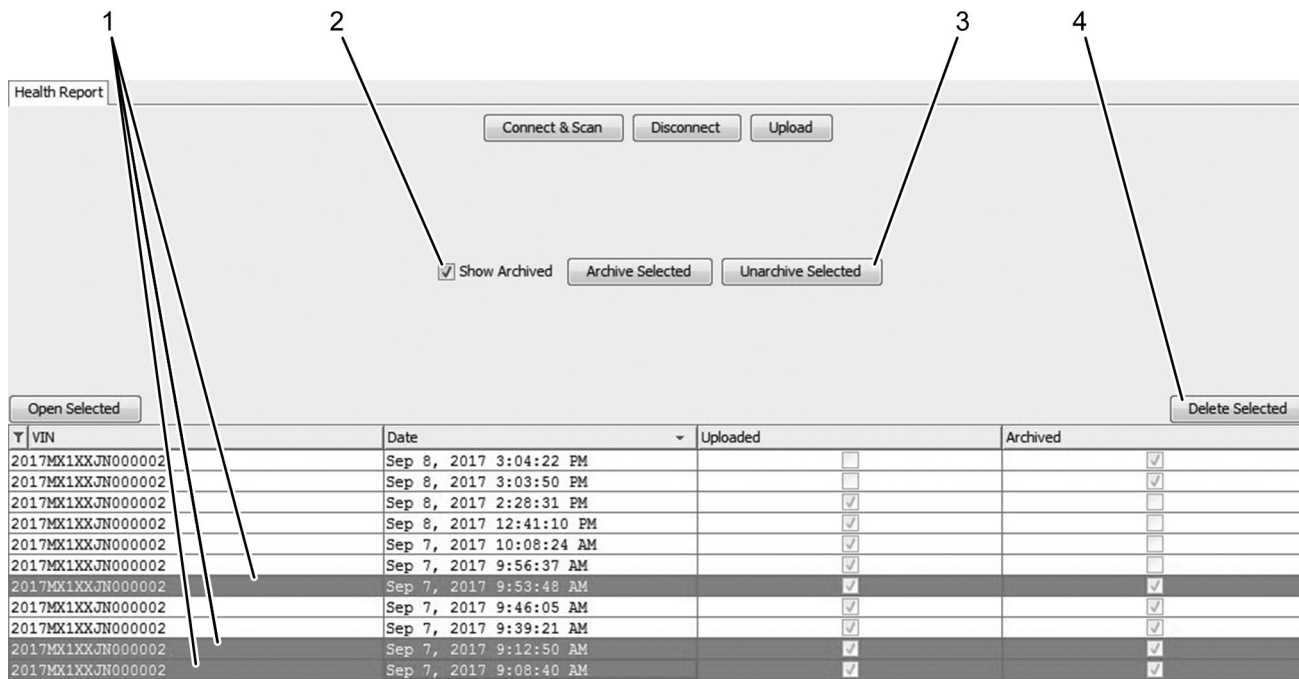 1 2 3 4
Health Report
Connect & Scan Disconnect Upload
Show Archived Archive Selected Unarchive Selected
Open Selected Delete Selected
VIN Date Uploaded Archived
2017MX1XXJN000002 Sep 8, 2017 3:04:22 PM
2017MX1XXJN000002 Sep 8, 2017 3:03:50 PM
2017MX1XXJN000002 Sep 8, 2017 2:28:31 PM
2017MX1XXJN000002 Sep 8, 2017 12:41:10 PM
2017MX1XXJN000002 Sep 7, 2017 10:08:24 AM
2017MX1XXJN000002 Sep 7, 2017 9:56:37 AM
2017MX1XXJN000002 Sep 7, 2017 9:53:48 AM
2017MX1XXJN000002 Sep 7, 2017 9:46:05 AM
2017MX1XXJN000002 Sep 7, 2017 9:39:21 AM
2017MX1XXJN000002 Sep 7, 2017 9:12:50 AM
2017MX1XXJN000002 Sep 7, 2017 9:08:40 AM